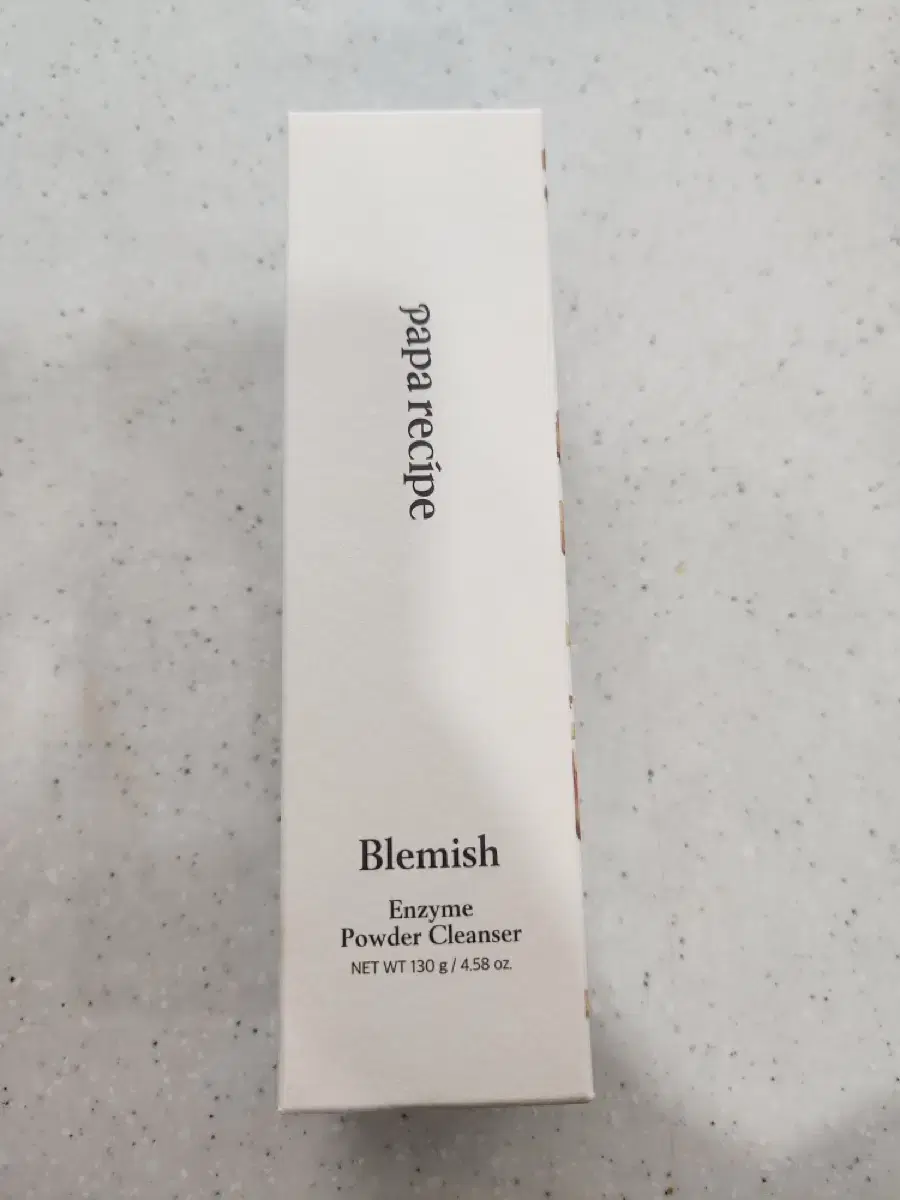 papa recipe
Blemish
Enzyme
Powder Cleanser
NET WT 130 g / 4.58 oz.